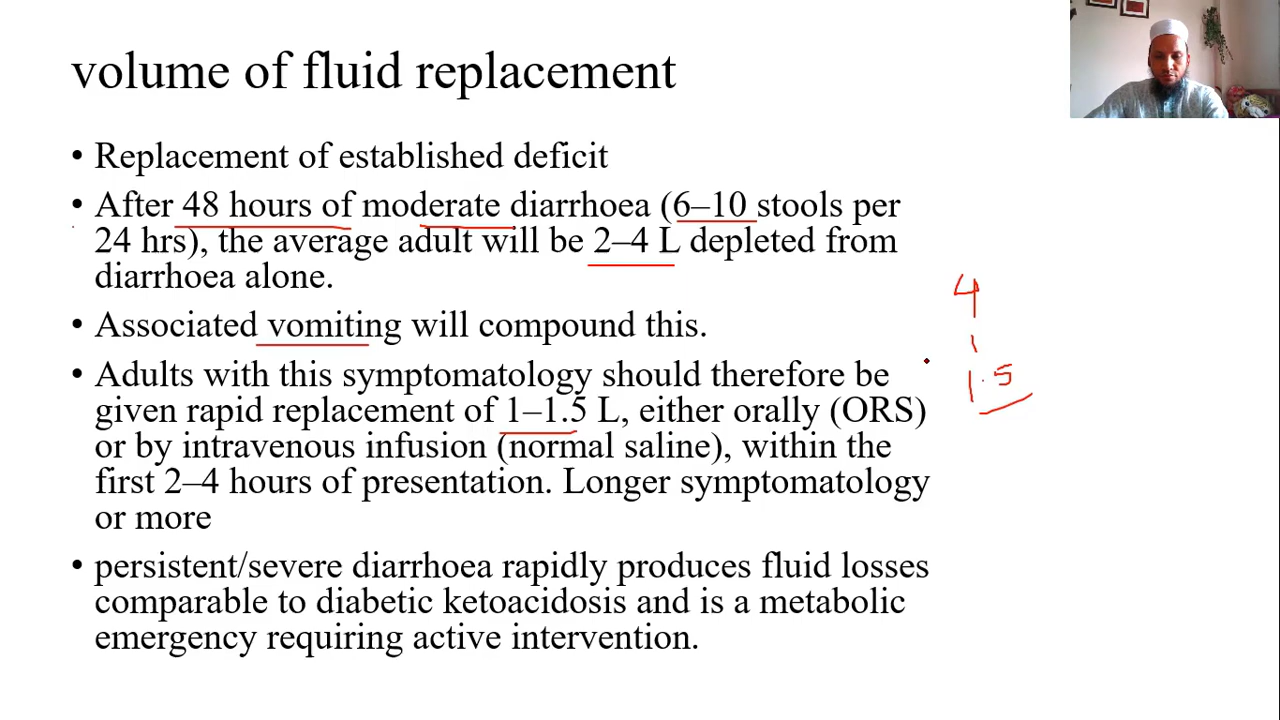 volume of fluid replacement
• Replacement of established deficit
• After 48 hours of moderate diarrhoea (6–10 stools per
24 hrs), the average adult will be 2–4 L depleted from
diarrhoea alone.
• Associated vomiting will compound this.
• Adults with this symptomatology should therefore be
given rapid replacement of 1–1.5 L, either orally (ORS)
or by intravenous infusion (normal saline), within the
first 2–4 hours of presentation. Longer symptomatology
or more
• persistent/severe diarrhoea rapidly produces fluid losses
comparable to diabetic ketoacidosis and is a metabolic
emergency requiring active intervention.
4
1
1.5